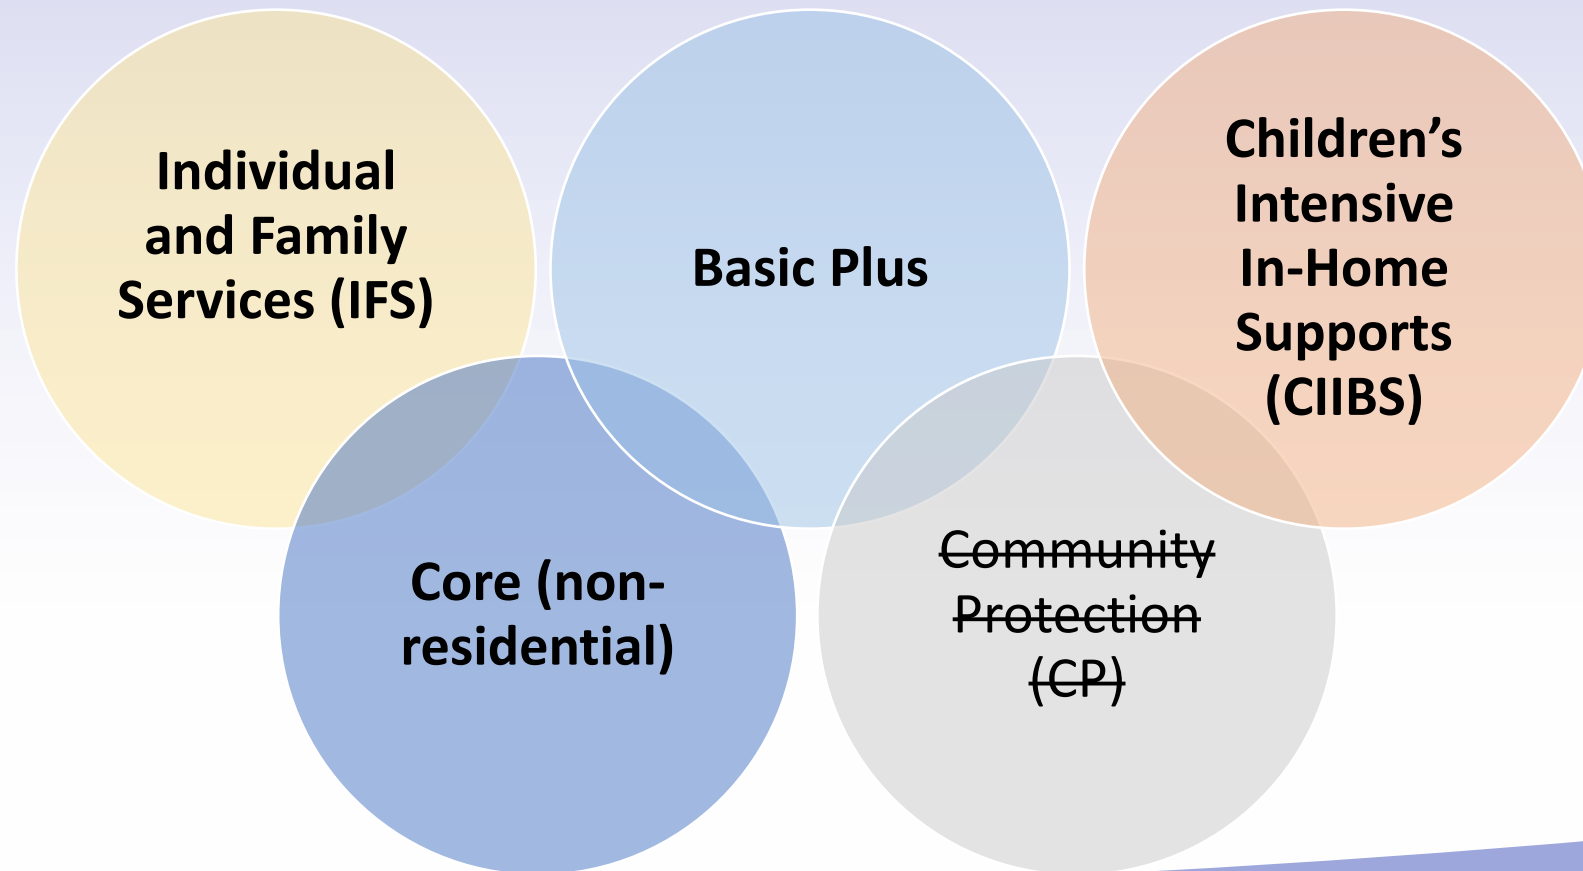 Individual
and Family
Services (IFS)
Basic Plus
Children’s
Intensive
In-Home
Supports
(CIIBS)
Core (non-
residential)
Community
Protection
(CP)